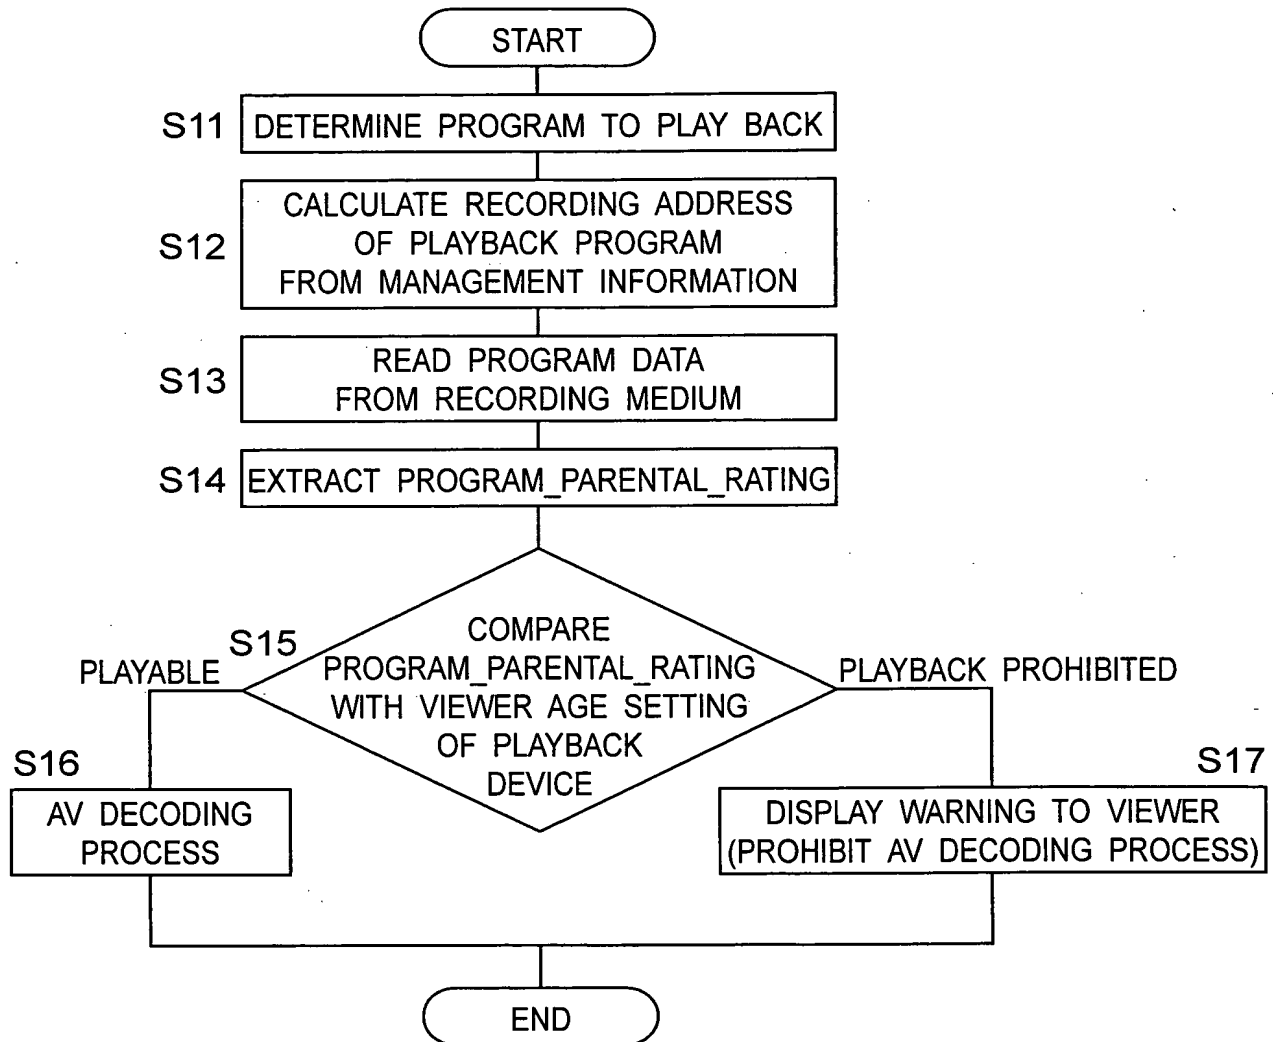 START
S11
DETERMINE PROGRAM TO PLAY BACK
S12
CALCULATE RECORDING ADDRESS
OF PLAYBACK PROGRAM
FROM MANAGEMENT INFORMATION
S13
READ PROGRAM DATA
FROM RECORDING MEDIUM
S14
EXTRACT PROGRAM_PARENTAL_RATING
S15
COMPARE
PROGRAM_PARENTAL_RATING
WITH VIEWER AGE SETTING
OF PLAYBACK
DEVICE
PLAYABLE
PLAYBACK PROHIBITED
S16
AV DECODING
PROCESS
S17
DISPLAY WARNING TO VIEWER
(PROHIBIT AV DECODING PROCESS)
END